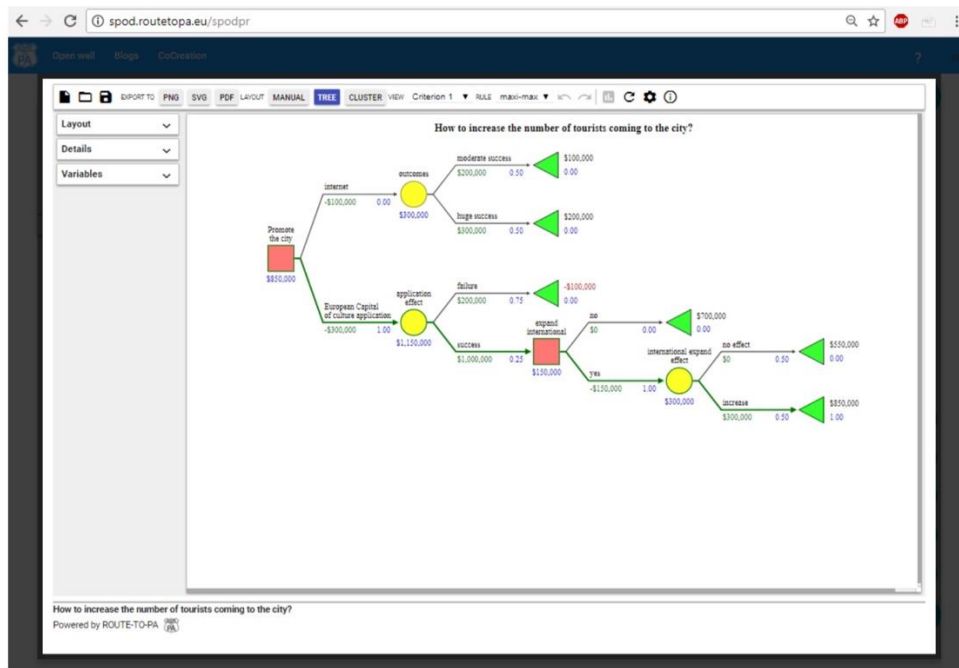 spod.routetopa.eu/spodpr
ABP
PA Open wall Blogs CoCreation ?
EXPORT TO PNG SVG PDF LAYOUT MANUAL TREE CLUSTER VIEW Criterion 1 RULE maxi-max
Layout
Details
Variables
How to increase the number of tourists coming to the city?
Promote
the city
$850,000
internet
-$100,000 0.00
outcomes
$300,000
moderate success
$200,000 0.50
$100,000
0.00
huge success
$300,000 0.50
$200,000
0.00
European Capital
of culture application
-$300,000 1.00
application
effect
$1,150,000
failure
$200,000 0.75
-$100,000
0.00
success
$1,000,000 0.25
expand
international
$150,000
no
$0 0.00
$700,000
0.00
yes
-$150,000 1.00
international expand
effect
$300,000
no effect
$0 0.50
$550,000
0.00
increase
$300,000 0.50
$850,000
1.00
How to increase the number of tourists coming to the city?
Powered by ROUTE-TO-PA PA